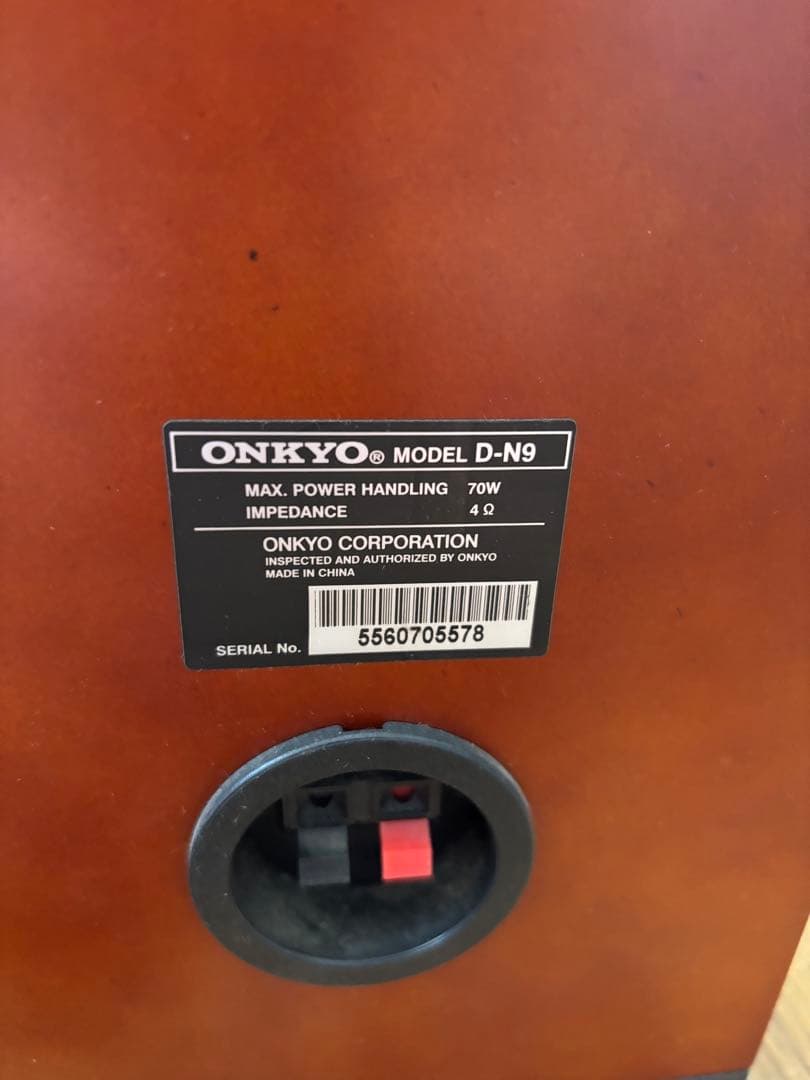 ONKYO® MODEL D-N9
MAX. POWER HANDLING 70W
IMPEDANCE 4 Ω
ONKYO CORPORATION
INSPECTED AND AUTHORIZED BY ONKYO
MADE IN CHINA
SERIAL No. 5560705578